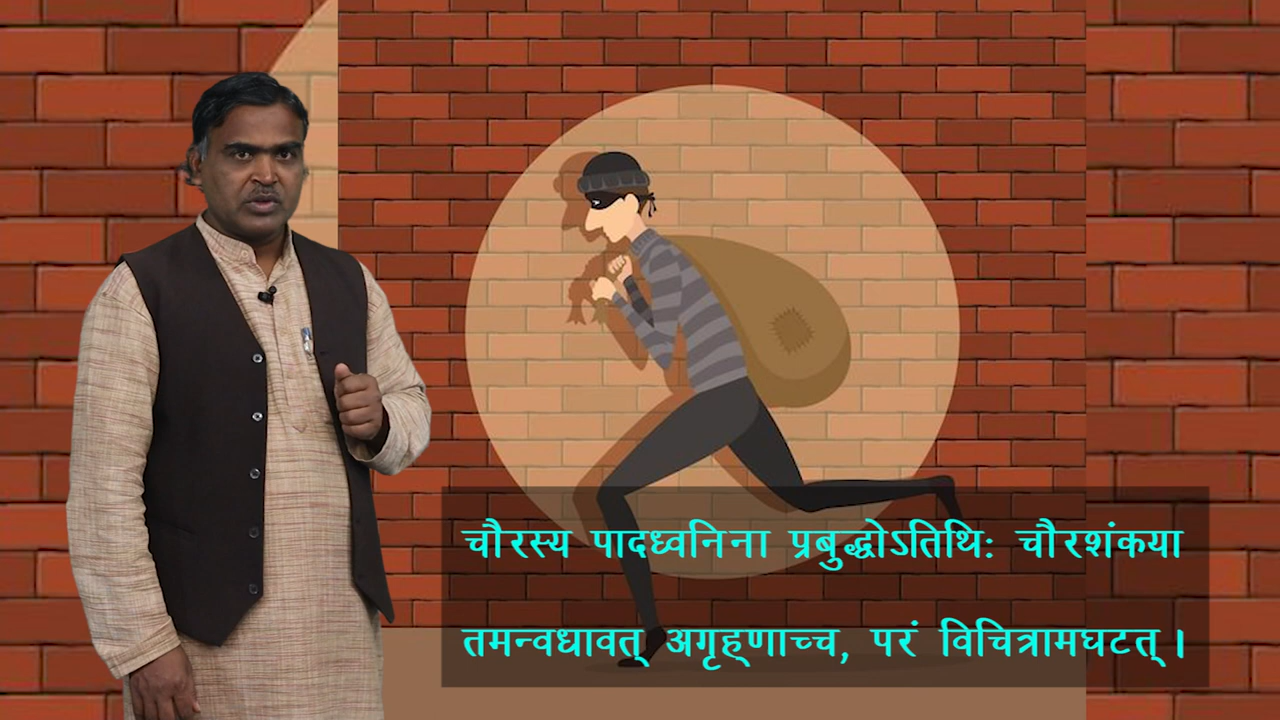 चौरस्य पादध्वनिना प्रबुद्धोऽतिथि: चौरशंकया
तमन्वधावत् अगृह्णाच्च, परं विचित्रामघटत् ।